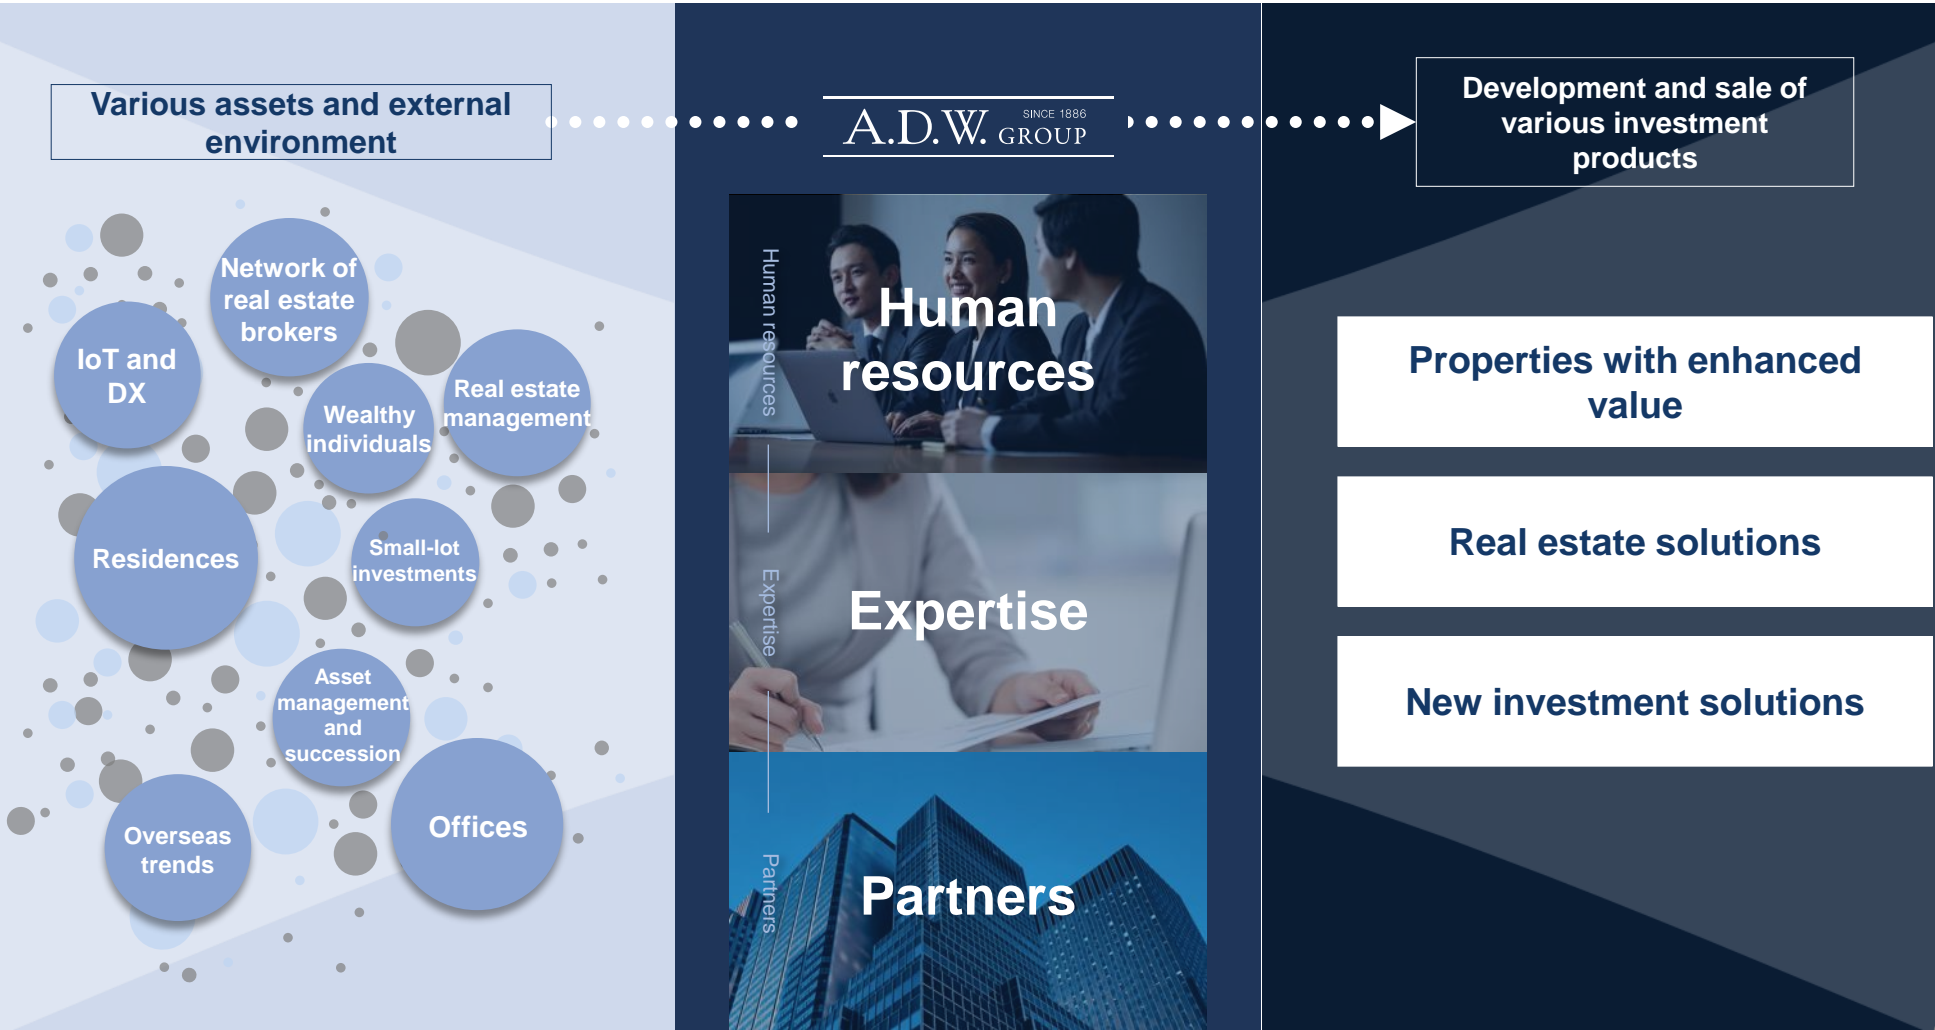 Various assets and external
environment
A.D.W. SINCE 1886
GROUP
Development and sale of
various investment
products
Network of
real estate
brokers
IoT and
DX
Wealthy
individuals
Real estate
management
Residences
Small-lot
investments
Asset
management
and
succession
Overseas
trends
Offices
Human resources
Human
resources
Expertise
Expertise
Partners
Partners
Properties with enhanced
value
Real estate solutions
New investment solutions